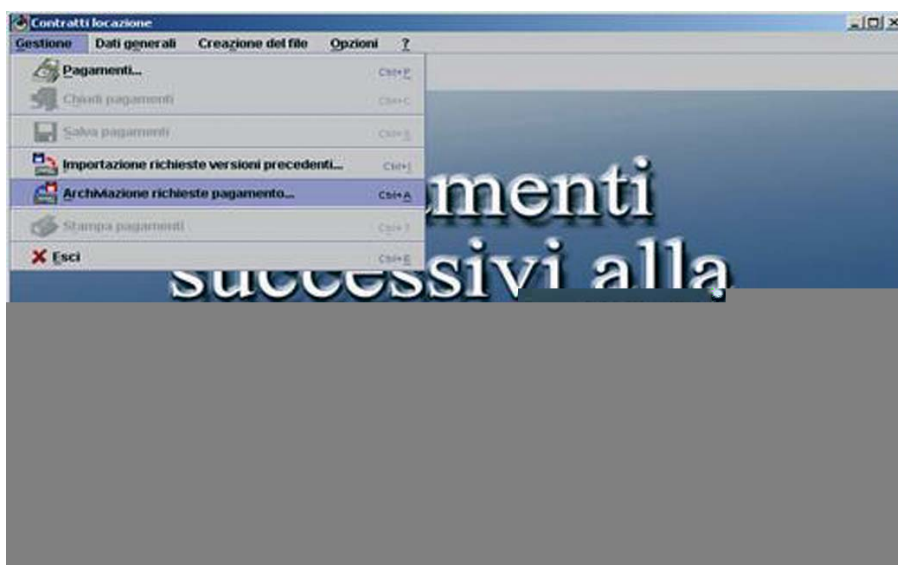 Contratti locazione
Gestione Dati generali Creazione del file Opzioni ?
Pagamenti... Ctrl+P
Chiudi pagamenti Ctrl+C
Salva pagamenti Ctrl+S
Importazione richieste versioni precedenti... Ctrl+I
Archiviazione richieste pagamento... Ctrl+A
Stampa pagamenti Ctrl+T
Esci Ctrl+E
menti
successivi alla